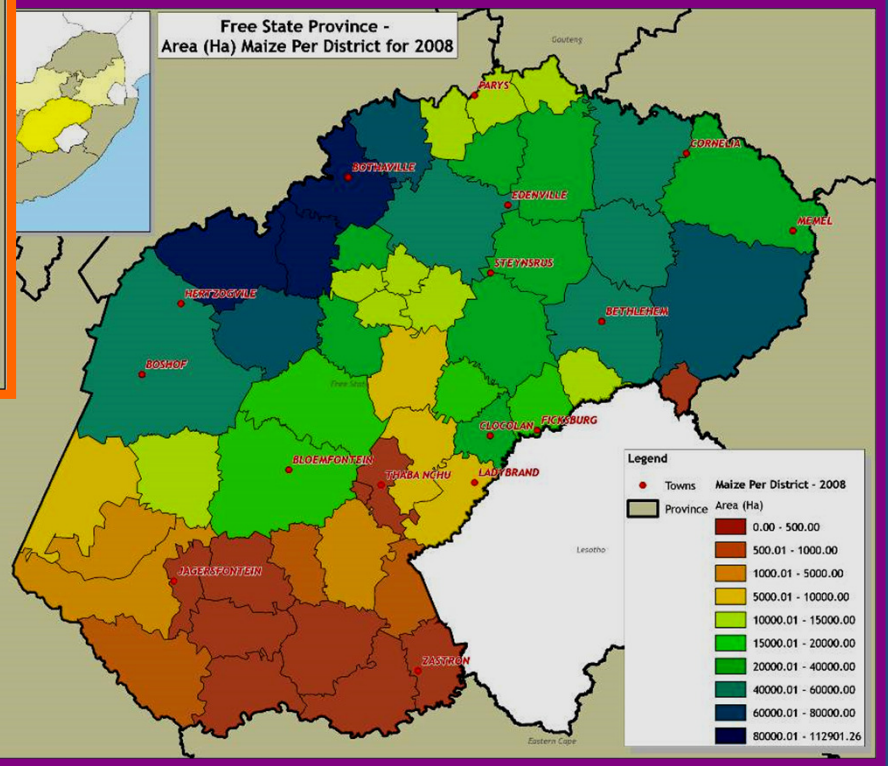 Free State Province -
Area (Ha) Maize Per District for 2008
Gauteng
PARYS
CORNELIA
BOTHAVILLE
EDENVILLE
MEMEL
STEYNSRUS
HERTZOGVILE
BETHLEHEM
BOSHOF
Free State
CLOCOLAN
FICKSBURG
BLOEMFONTEIN
THABA NCHU
LADYBRAND
JAGERSFONTEIN
Lesotho
ZASTRON
Eastern Cape
Legend
Towns
Province
Maize Per District - 2008
Area (Ha)
0.00 - 500.00
500.01 - 1000.00
1000.01 - 5000.00
5000.01 - 10000.00
10000.01 - 15000.00
15000.01 - 20000.00
20000.01 - 40000.00
40000.01 - 60000.00
60000.01 - 80000.00
80000.01 - 112901.26